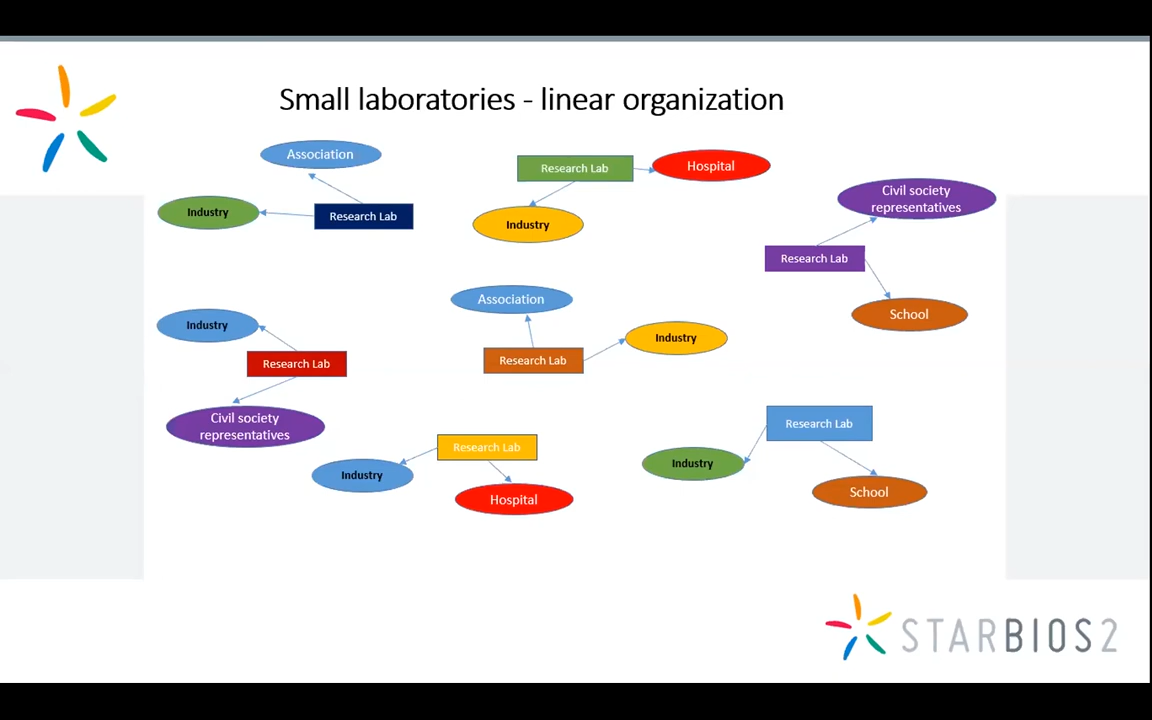 Small laboratories - linear organization
Association
Industry
Research Lab
Research Lab
Hospital
Industry
Civil society
representatives
Research Lab
School
Industry
Research Lab
Civil society
representatives
Association
Industry
Research Lab
Research Lab
Industry
Hospital
Research Lab
Industry
School
STARBIOS2